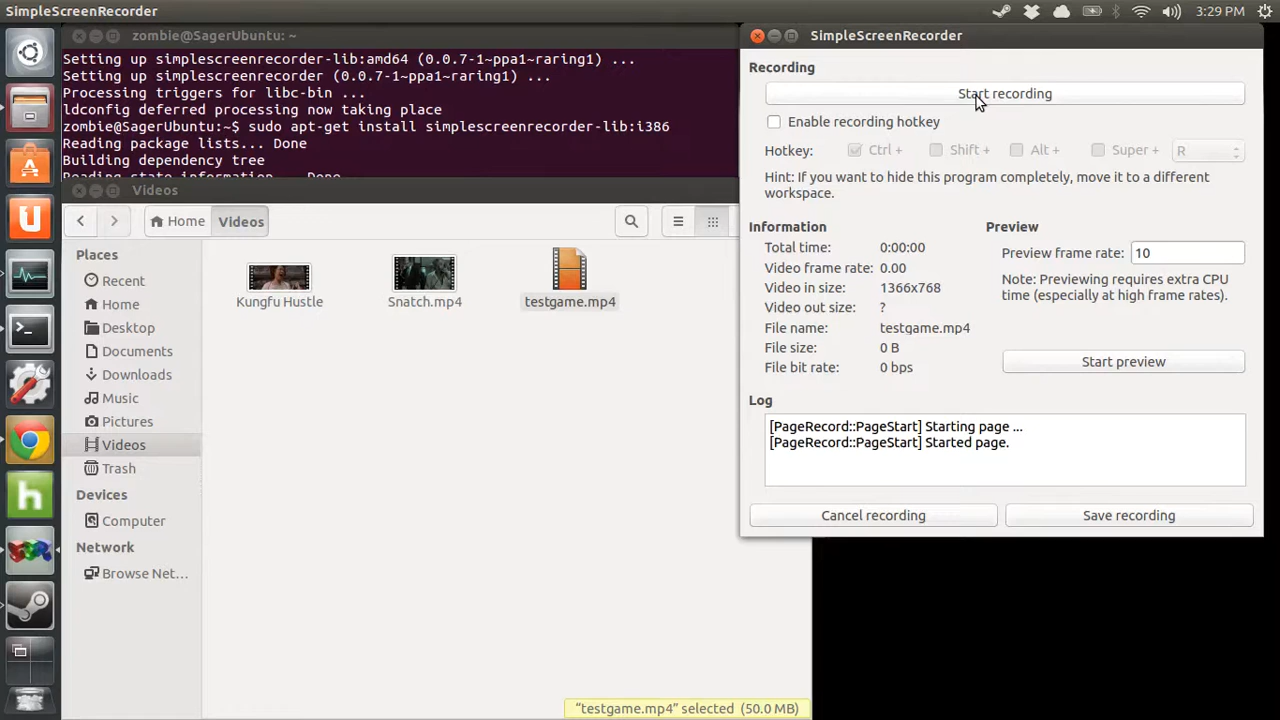 SimpleScreenRecorder
3:29 PM
zombie@SagerUbuntu: ~
Setting up simplescreenrecorder-lib:amd64 (0.0.7-1~ppa1~raring1) ...
Setting up simplescreenrecorder (0.0.7-1~ppa1~raring1) ...
Processing triggers for libc-bin ...
ldconfig deferred processing now taking place
zombie@SagerUbuntu:~$ sudo apt-get install simplescreenrecorder-lib:i386
Reading package lists... Done
Building dependency tree
Reading state information... Done
Videos
Home
Videos
Places
Recent
Home
Desktop
Documents
Downloads
Music
Pictures
Videos
Trash
Devices
Computer
Network
Browse Net...
Kungfu Hustle
Snatch.mp4
testgame.mp4
"testgame.mp4" selected (50.0 MB)
SimpleScreenRecorder
Recording
Start recording
Enable recording hotkey
Hotkey: Ctrl + Shift + Alt + Super + R
Hint: If you want to hide this program completely, move it to a different
workspace.
Information
Total time: 0:00:00
Video frame rate: 0.00
Video in size: 1366x768
Video out size: ?
File name: testgame.mp4
File size: 0 B
File bit rate: 0 bps
Preview
Preview frame rate: 10
Note: Previewing requires extra CPU
time (especially at high frame rates).
Start preview
Log
[PageRecord::PageStart] Starting page ...
[PageRecord::PageStart] Started page.
Cancel recording
Save recording